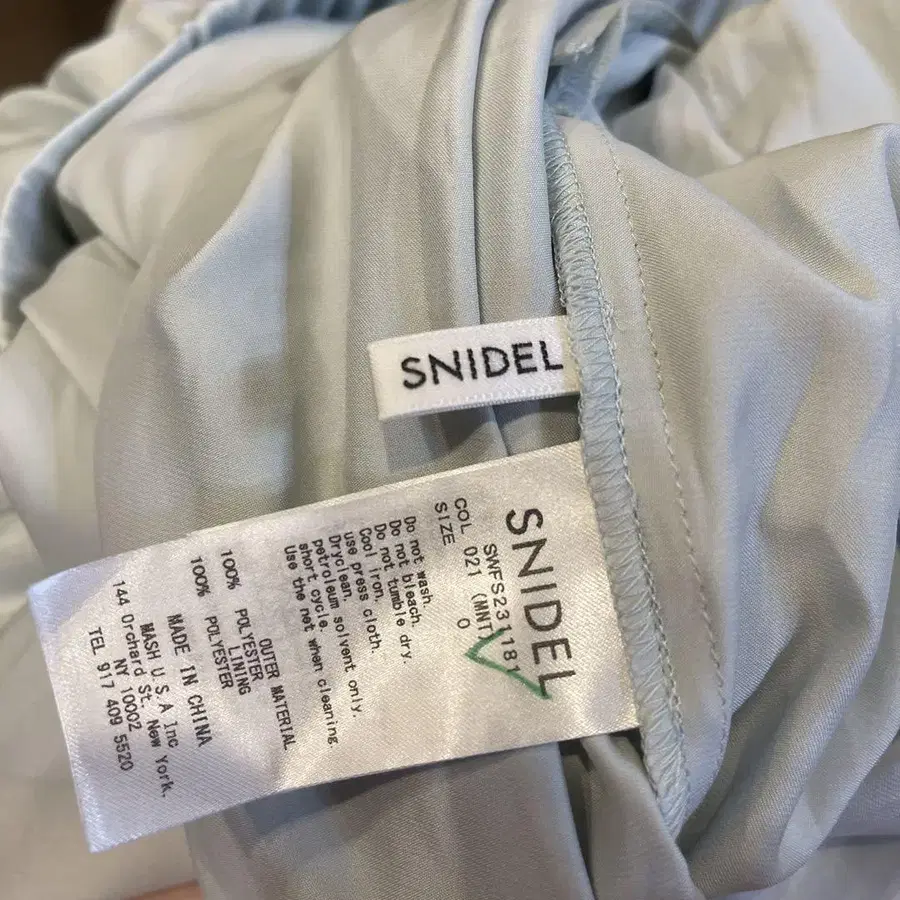 SNIDEL
SNIDEL
SWFS231181
COL 021 (MNT)
SIZE 0
Do not wash.
Do not bleach.
Do not tumble dry.
Cool iron,
use press cloth.
Dryclean,
petroleum solvent only.
short cycle.
Use the net when cleaning.
OUTER MATERIAL
100% POLYESTER
LINING
100% POLYESTER
MADE IN CHINA
MASH U.S.A Inc
144 Orchard St. New York,
NY 10002
TEL 917 409 5520